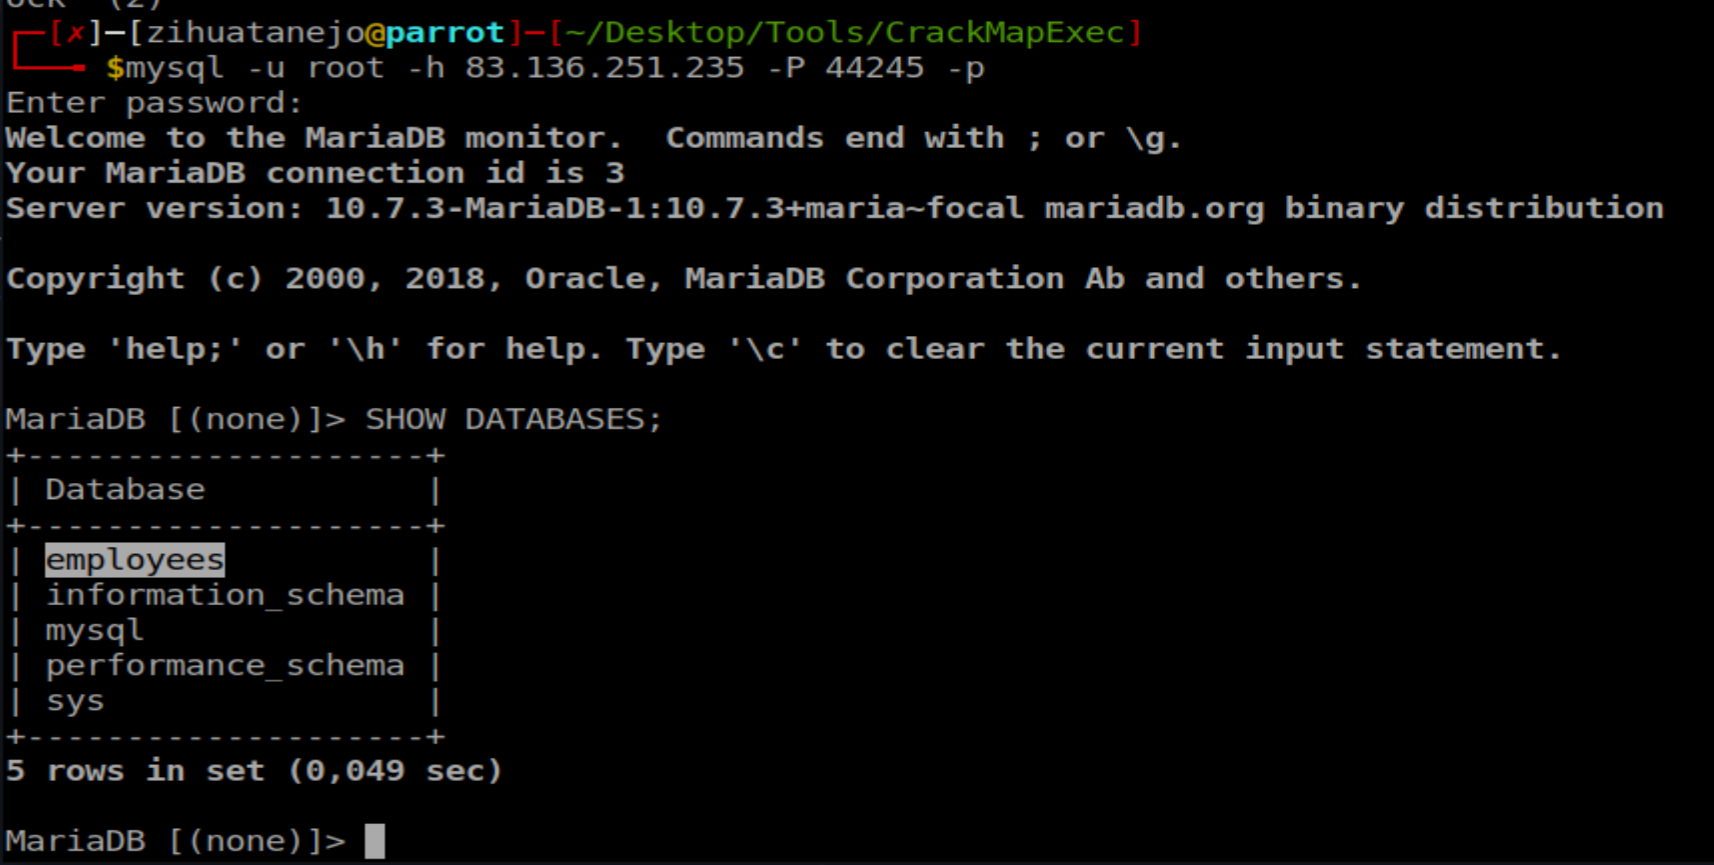 ┌─[✗]─[zihuatanejo@parrot]─[~/Desktop/Tools/CrackMapExec]
└──╼ $mysql -u root -h 83.136.251.235 -P 44245 -p
Enter password:
Welcome to the MariaDB monitor.  Commands end with ; or \g.
Your MariaDB connection id is 3
Server version: 10.7.3-MariaDB-1:10.7.3+maria~focal mariadb.org binary distribution

Copyright (c) 2000, 2018, Oracle, MariaDB Corporation Ab and others.

Type 'help;' or '\h' for help. Type '\c' to clear the current input statement.

MariaDB [(none)]> SHOW DATABASES;
+--------------------+
| Database           |
+--------------------+
| employees          |
| information_schema |
| mysql              |
| performance_schema |
| sys                |
+--------------------+
5 rows in set (0,049 sec)

MariaDB [(none)]>